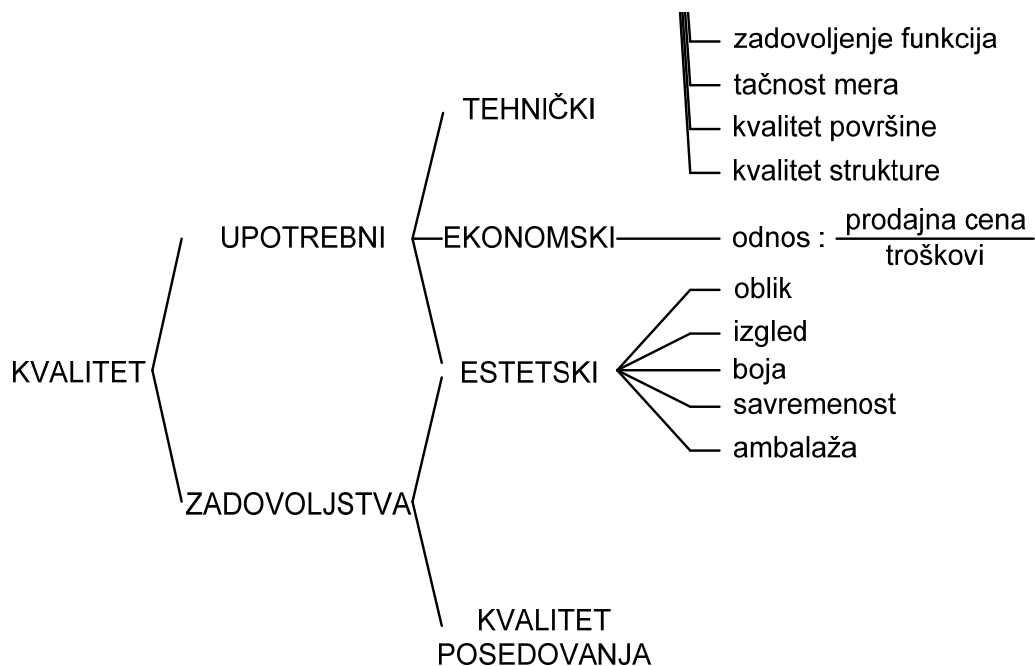 zadovoljenje funkcija
tačnost mera
TEHNIČKI
kvalitet površine
kvalitet strukture
UPOTREBNI
EKONOMSKI
odnos : prodajna cena
troškovi
oblik
izgled
KVALITET
ESTETSKI
boja
savremenost
ambalaža
ZADOVOLJSTVA
KVALITET
POSEDOVANJA